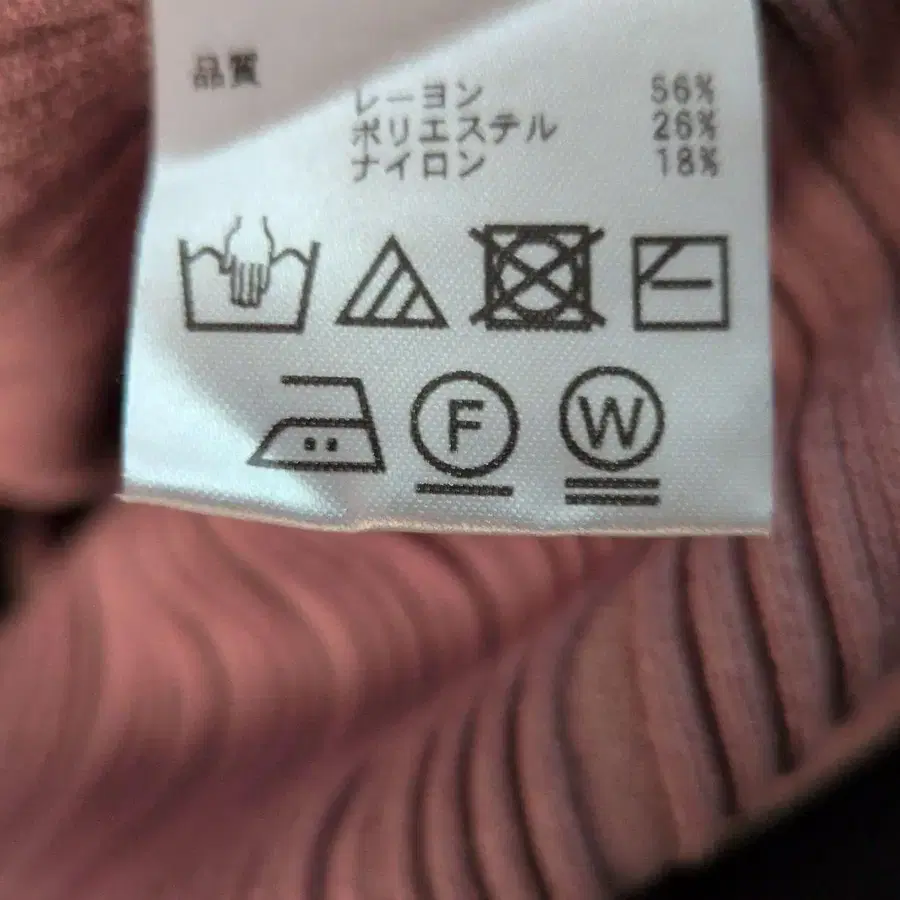 品質
レーヨン 56%
ポリエステル 26%
ナイロン 18%
F W